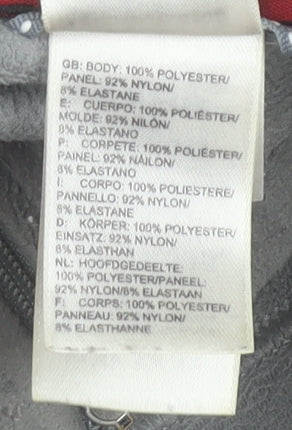 GB: BODY: 100% POLYESTER/
PANEL: 92% NYLON/
8% ELASTANE
E: CUERPO: 100% POLIÉSTER/
MOLDE: 92% NILÓN/
8% ELASTANO
P: CORPETE: 100% POLIÉSTER/
PAINEL: 92% NÁILON/
8% ELASTANO
I: CORPO: 100% POLIESTERE/
PANNELLO: 92% NYLON/
8% ELASTANE
D: KÖRPER: 100% POLYESTER/
EINSATZ: 92% NYLON/
8% ELASTHAN
NL: HOOFDGEDEELTE:
100% POLYESTER/PANEEL:
92% NYLON/8% ELASTAAN
F: CORPS: 100% POLYESTER/
PANNEAU: 92% NYLON/
8% ELASTHANNE